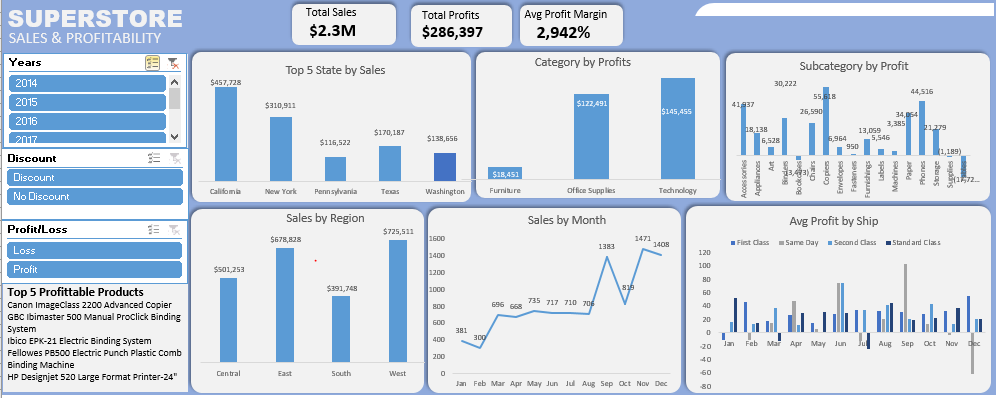 SUPERSTORE
SALES & PROFITABILITY
Total Sales
$2.3M
Total Profits
$286,397
Avg Profit Margin
2,942%
Years
2014
2015
2016
2017
Discount
Discount
No Discount
Profit/Loss
Loss
Profit
Top 5 Profittable Products
Canon ImageClass 2200 Advanced Copier
GBC Ibimaster 500 Manual ProClick Binding
System
Ibico EPK-21 Electric Binding System
Fellowes PB500 Electric Punch Plastic Comb
Binding Machine
HP Designjet 520 Large Format Printer-24"
Top 5 State by Sales
$457,728
$310,911
$116,522
$170,187
$138,656
California New York Pennsylvania Texas Washington
Category by Profits
$18,451
$122,491
$145,455
Furniture Office Supplies Technology
Subcategory by Profit
41,937
18,138
6,528
30,222
(3,473)
26,590
55,618
6,964
950
13,059
5,546
3,385
34,054
44,516
21,279
(1,189)
(17,72...
Accessories
Appliances
Art
Chairs
Copiers
Envelopes
Fasteners
Furnishings
Labels
Machines
Paper
Phones
Storage
Supplies
Sales by Region
$501,253
$678,828
$391,748
$725,511
Central East South West
Sales by Month
1600
1400
1200
1000
800
600
400
200
0
381
300
696
668
735
717
710
706
1383
819
1471
1408
Jan Feb Mar Apr May Jun Jul Aug Sep Oct Nov Dec
Avg Profit by Ship
First Class Same Day Second Class Standard Class
120
100
80
60
40
20
0
-20
-40
-60
-80
Jan Feb Mar Apr May Jun Jul Aug Sep Oct Nov Dec